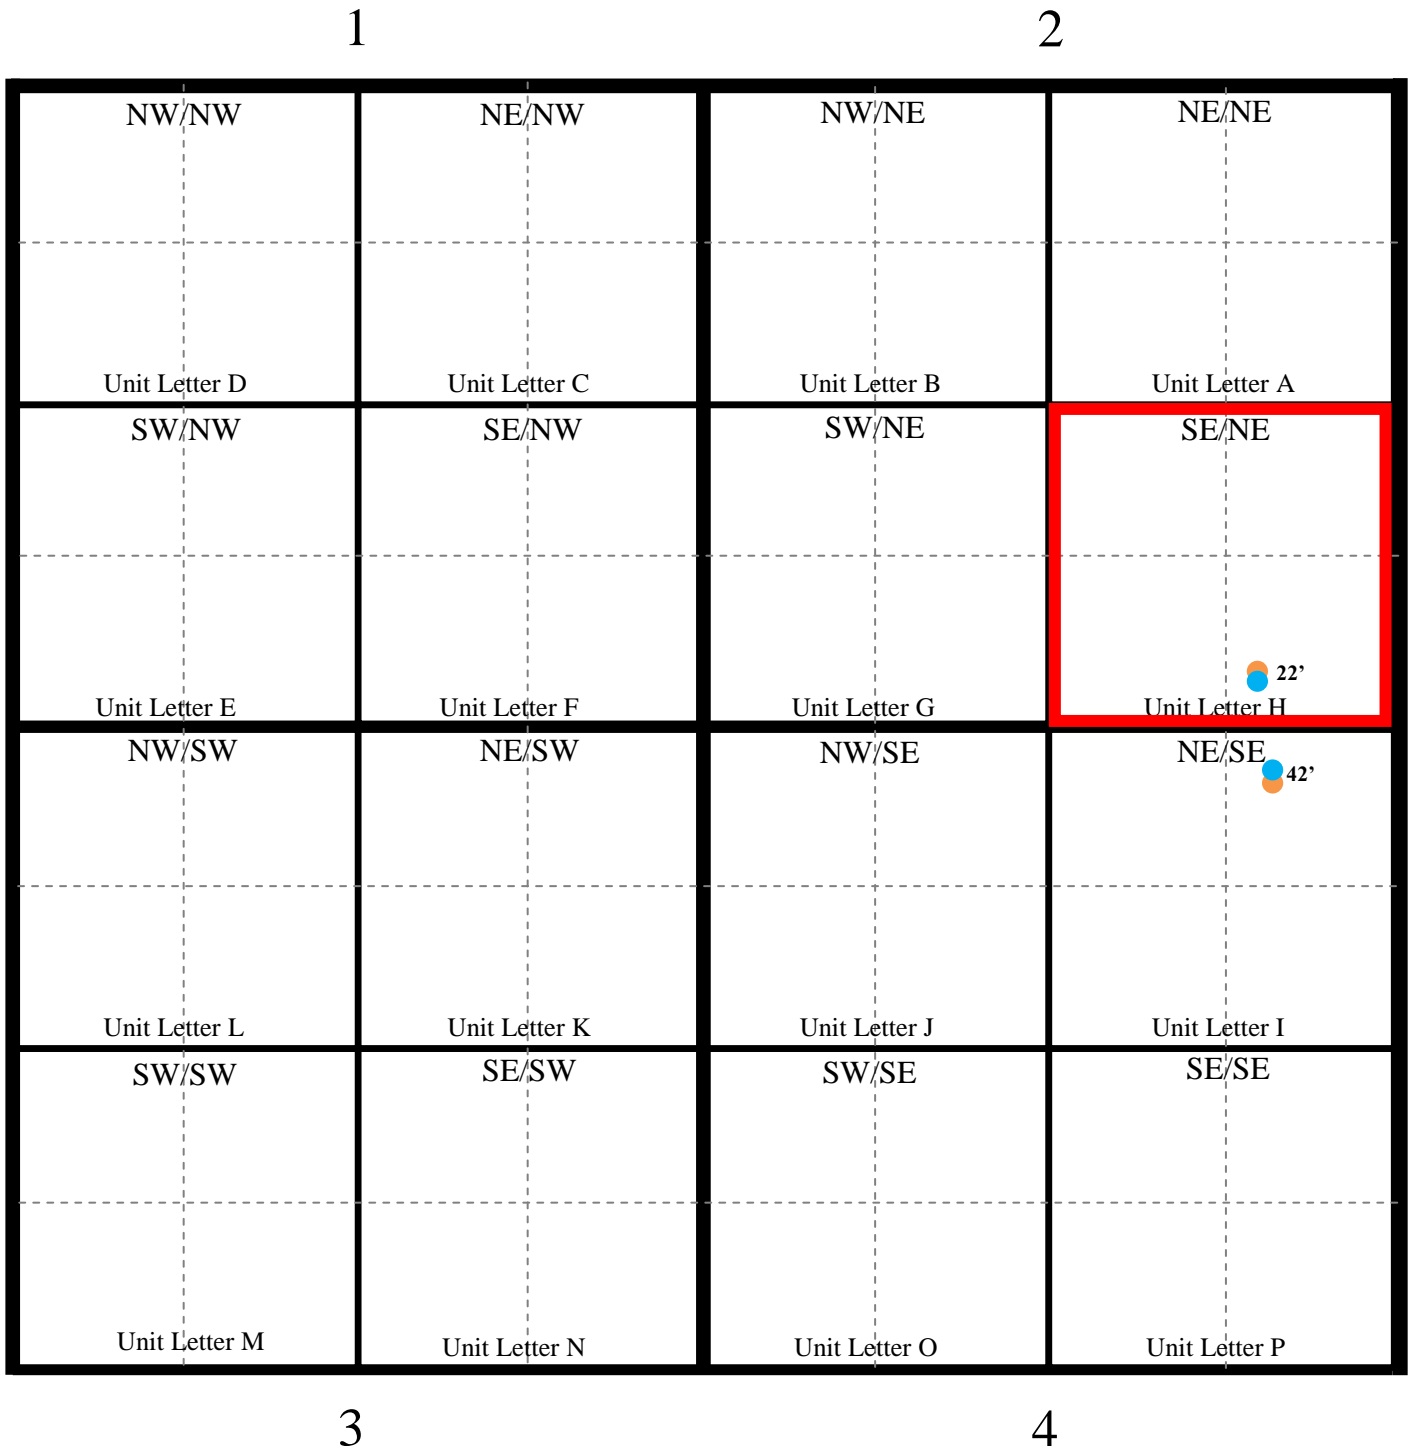 1 2
NW/NW NE/NW NW/NE NE/NE
Unit Letter D Unit Letter C Unit Letter B Unit Letter A
SW/NW SE/NW SW/NE SE/NE
22’
Unit Letter E Unit Letter F Unit Letter G Unit Letter H
NW/SW NE/SW NW/SE NE/SE
42’
Unit Letter L Unit Letter K Unit Letter J Unit Letter I
SW/SW SE/SW SW/SE SE/SE
Unit Letter M Unit Letter N Unit Letter O Unit Letter P
3 4